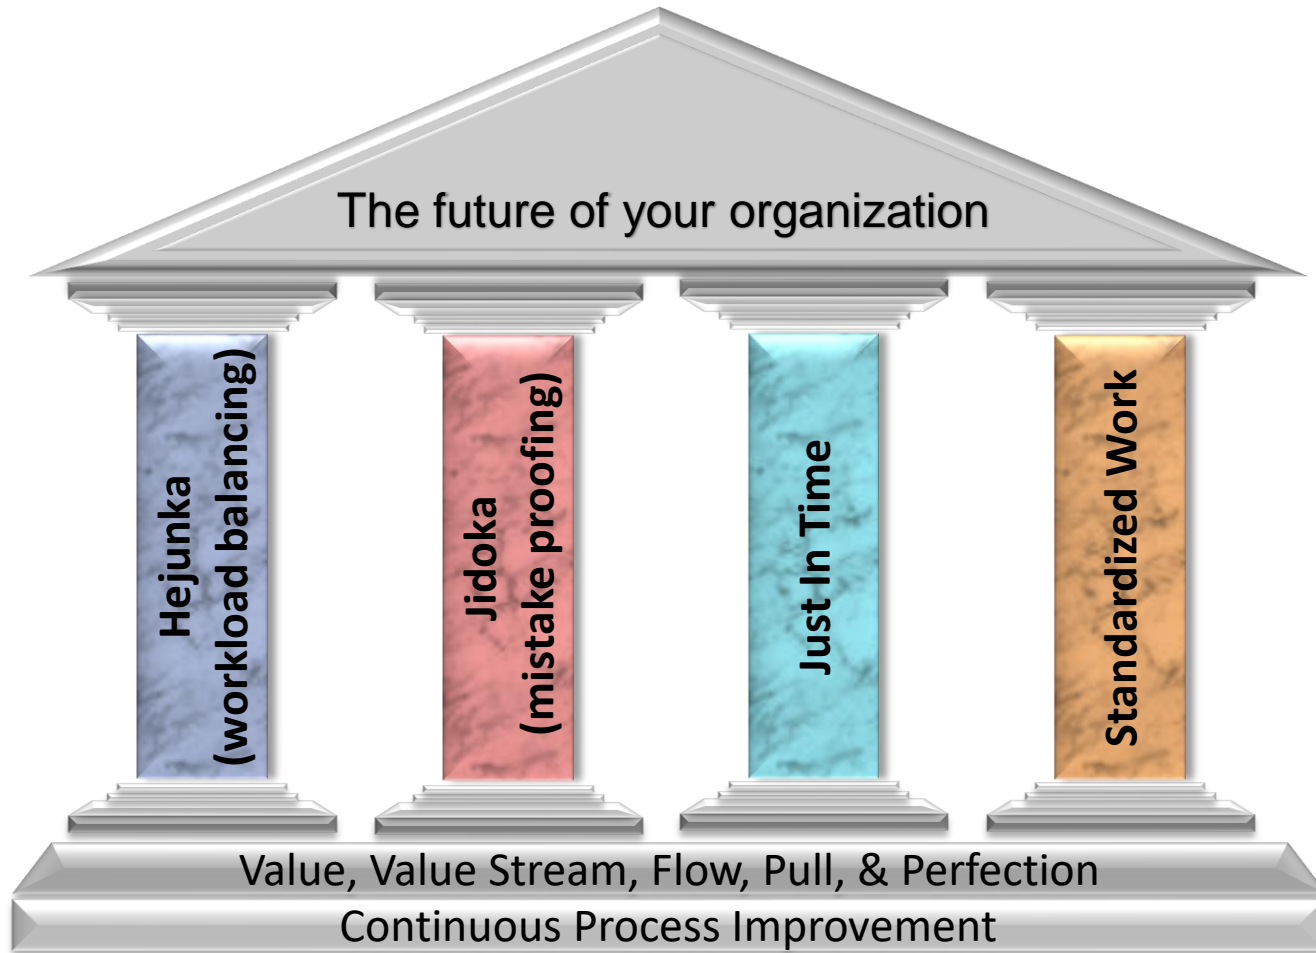 The future of your organization
Hejunka
(workload balancing)
Jidoka
(mistake proofing)
Just In Time
Standardized Work
Value, Value Stream, Flow, Pull, & Perfection
Continuous Process Improvement